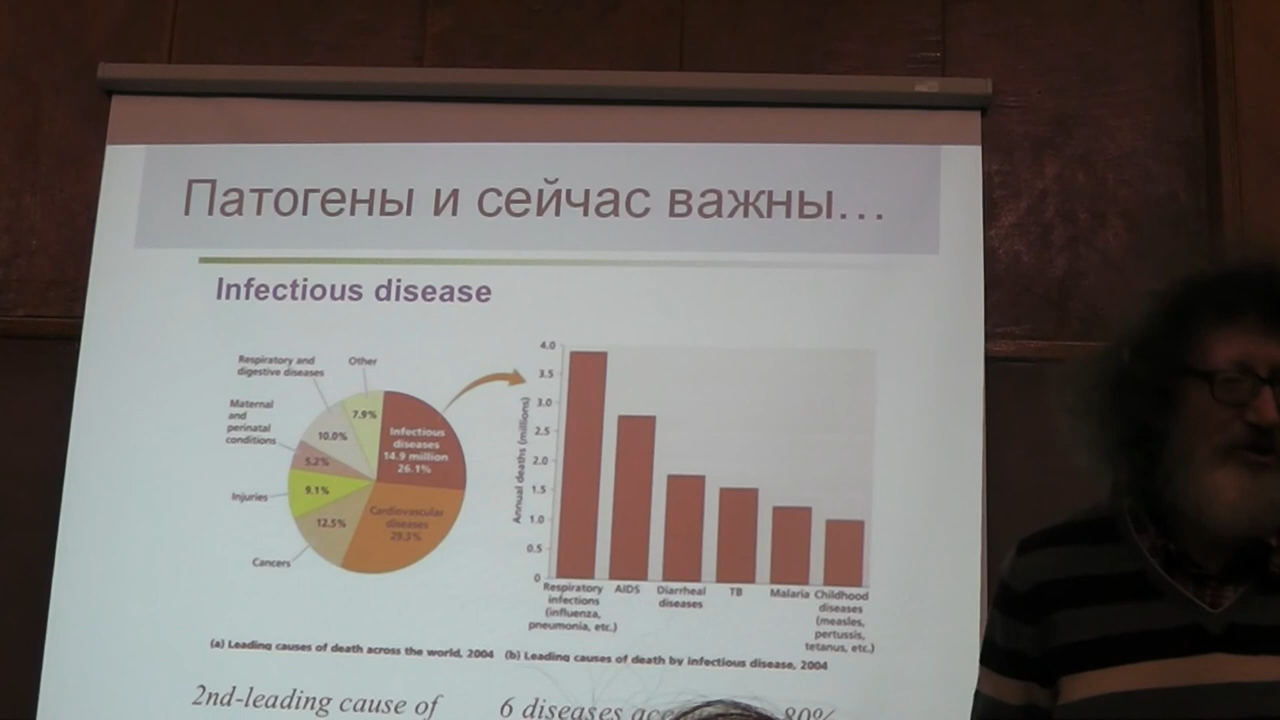 Патогены и сейчас важны...
Infectious disease
Respiratory and
digestive diseases
Other
Maternal
and
perinatal
conditions
Injuries
Cancers
7.9%
10.0%
5.2%
9.1%
12.5%
Infectious
diseases
14.9 million
26.1%
Cardiovascular
diseases
29.3%
Annual deaths (millions)
4.0
3.5
3.0
2.5
2.0
1.5
1.0
0.5
0
Respiratory
infections
(influenza,
pneumonia, etc.)
AIDS
Diarrheal
diseases
TB
Malaria
Childhood
diseases
(measles,
pertussis,
tetanus, etc.)
(a) Leading causes of death across the world, 2004
(b) Leading causes of death by infectious disease, 2004
2nd-leading cause of
6 diseases 80%